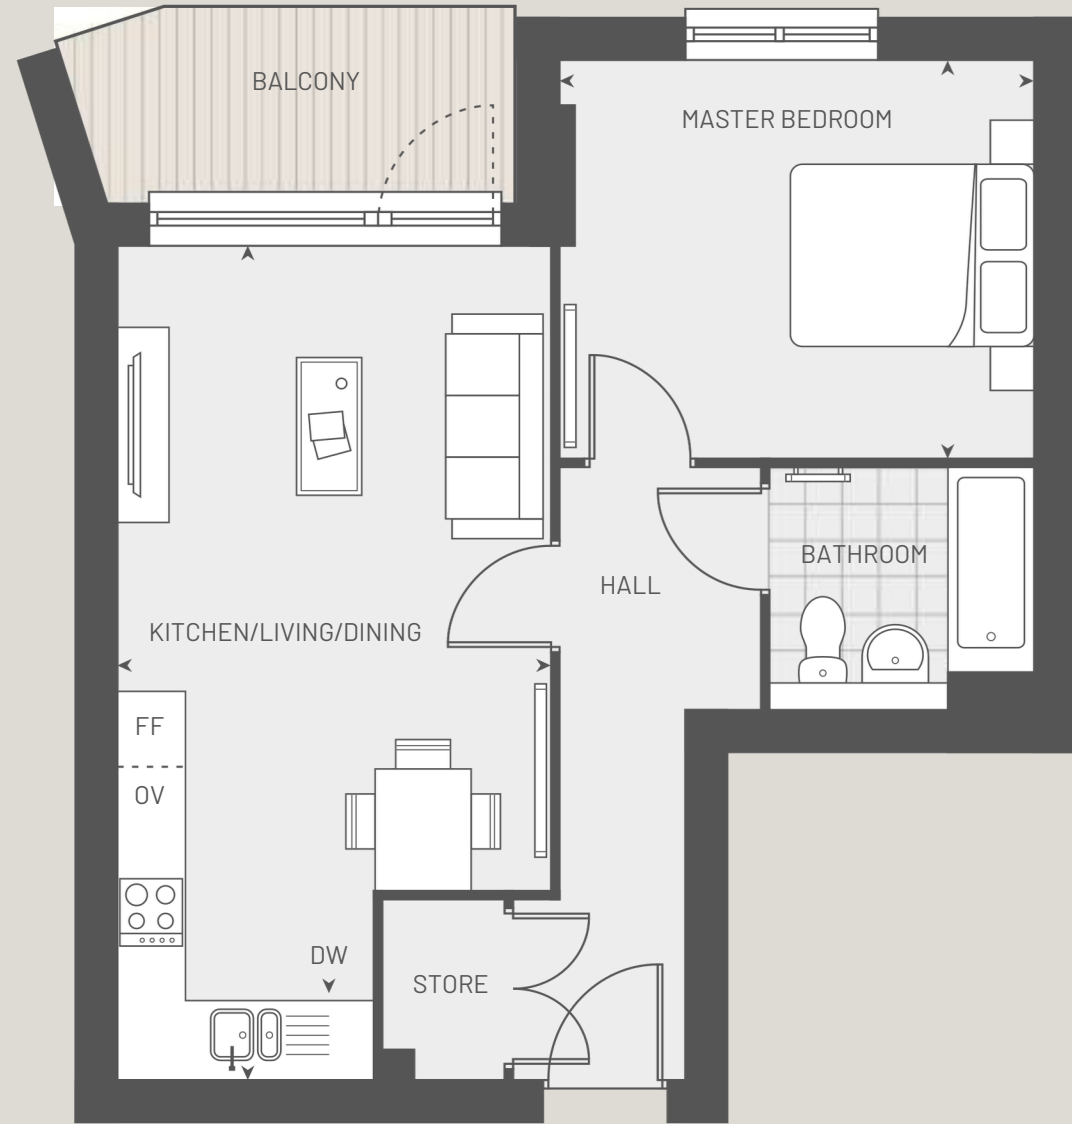 BALCONY
MASTER BEDROOM
BATHROOM
HALL
KITCHEN/LIVING/DINING
FF
OV
DW
STORE